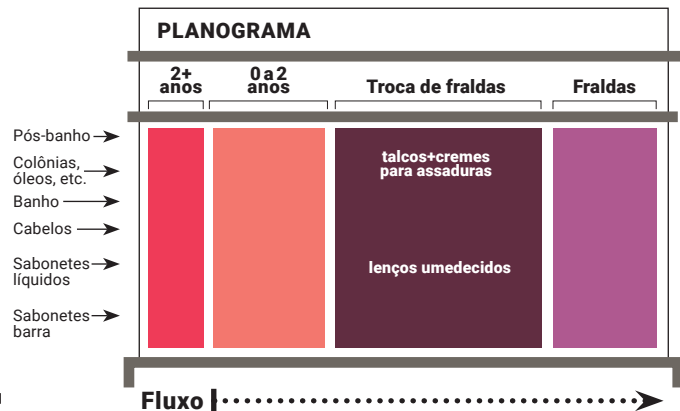 PLANOGRAMA
2+
anos
0 a 2
anos
Troca de fraldas
Fraldas
Pós-banho
Colônias,
óleos, etc.
Banho
Cabelos
Sabonetes
líquidos
Sabonetes
barra
talcos+cremes
para assaduras
lenços umedecidos
Fluxo